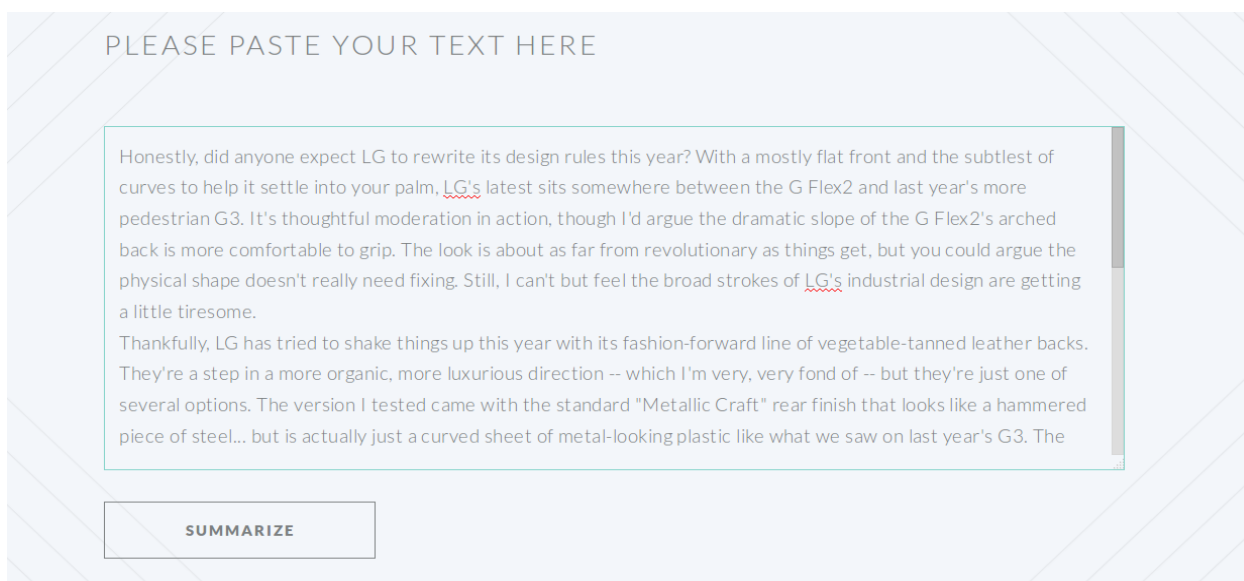 PLEASE PASTE YOUR TEXT HERE
Honestly, did anyone expect LG to rewrite its design rules this year? With a mostly flat front and the subtlest of
curves to help it settle into your palm, LG's latest sits somewhere between the G Flex2 and last year's more
pedestrian G3. It's thoughtful moderation in action, though I'd argue the dramatic slope of the G Flex2's arched
back is more comfortable to grip. The look is about as far from revolutionary as things get, but you could argue the
physical shape doesn't really need fixing. Still, I can't but feel the broad strokes of LG's industrial design are getting
a little tiresome.
Thankfully, LG has tried to shake things up this year with its fashion-forward line of vegetable-tanned leather backs.
They're a step in a more organic, more luxurious direction -- which I'm very, very fond of -- but they're just one of
several options. The version I tested came with the standard "Metallic Craft" rear finish that looks like a hammered
piece of steel... but is actually just a curved sheet of metal-looking plastic like what we saw on last year's G3. The
SUMMARIZE